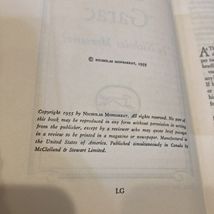 Garac
© NICHOLAS MONSARRAT, 1955
Copyright 1955 by NICHOLAS MONSARRAT. All rights reserved. No part of
this book may be reproduced in any form without permission in writing
from the publisher, except by a reviewer who may quote brief passages
in a review to be printed in a magazine or newspaper. Manufactured in
the United States of America. Published simultaneously in Canada by
McClelland & Stewart Limited.
LG